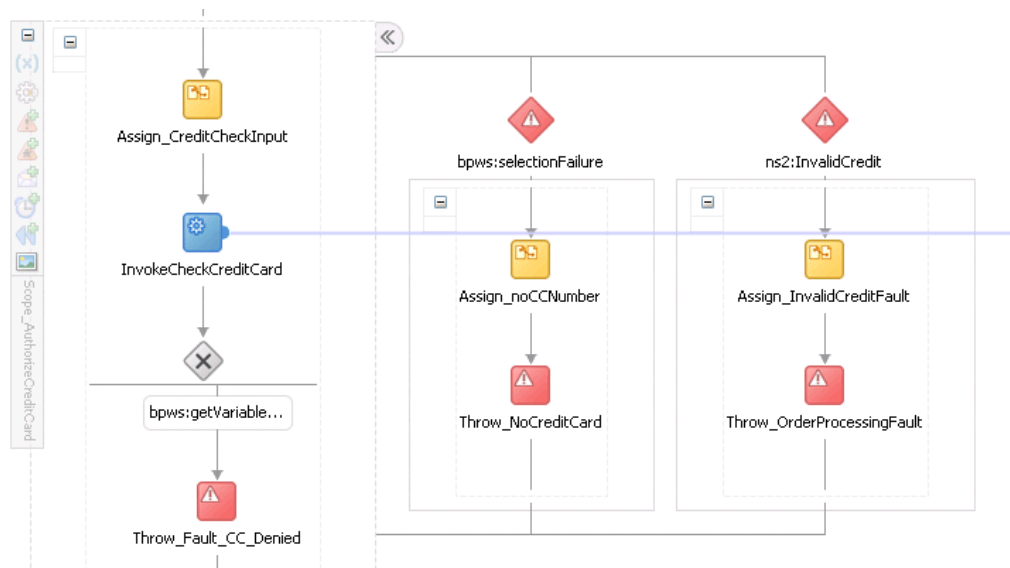 Assign_CreditCheckInput
bpws:selectionFailure
ns2:InvalidCredit
InvokeCheckCreditCard
Assign_noCCNumber
Assign_InvalidCreditFault
Scope_AuthorizeCreditCard
bpws:getVariable...
Throw_NoCreditCard
Throw_OrderProcessingFault
Throw_Fault_CC_Denied